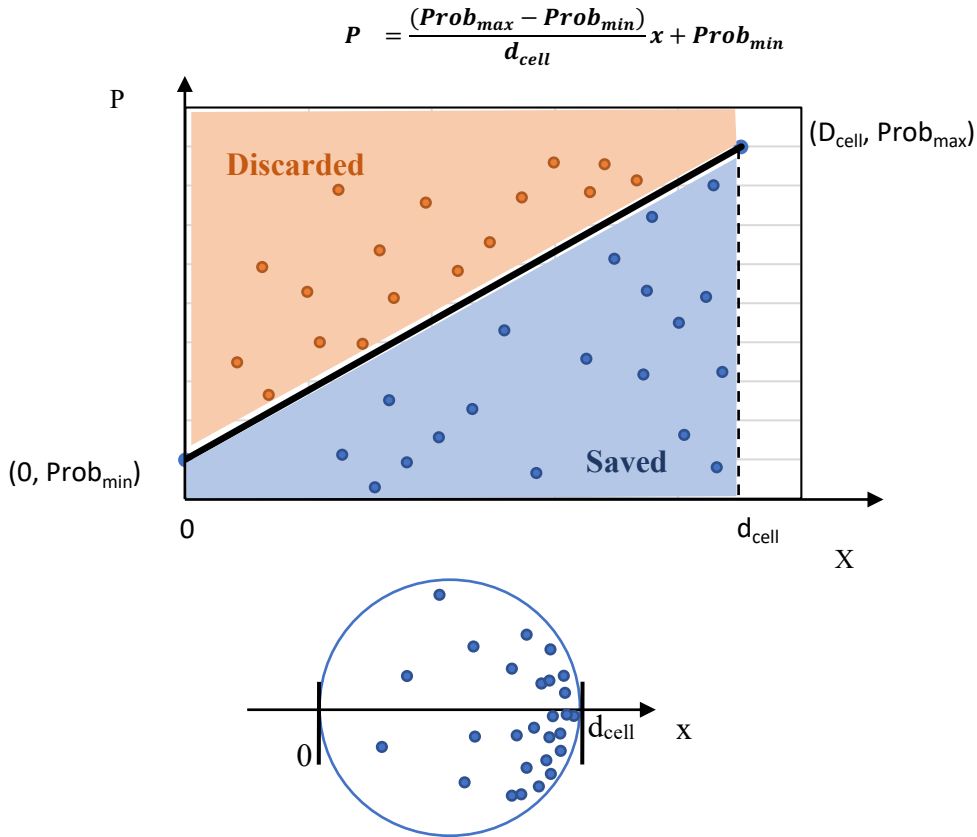 P = (Prob_max − Prob_min) / d_cell x + Prob_min
P
(D_cell, Prob_max)
Discarded
(0, Prob_min)
Saved
0
d_cell
X
0
d_cell
x